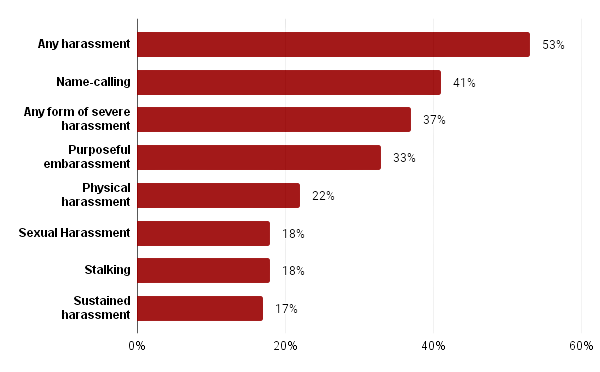 Any harassment
53%
Name-calling
41%
Any form of severe
harassment
37%
Purposeful
embarassment
33%
Physical
harassment
22%
Sexual Harassment
18%
Stalking
18%
Sustained
harassment
17%
0%
20%
40%
60%